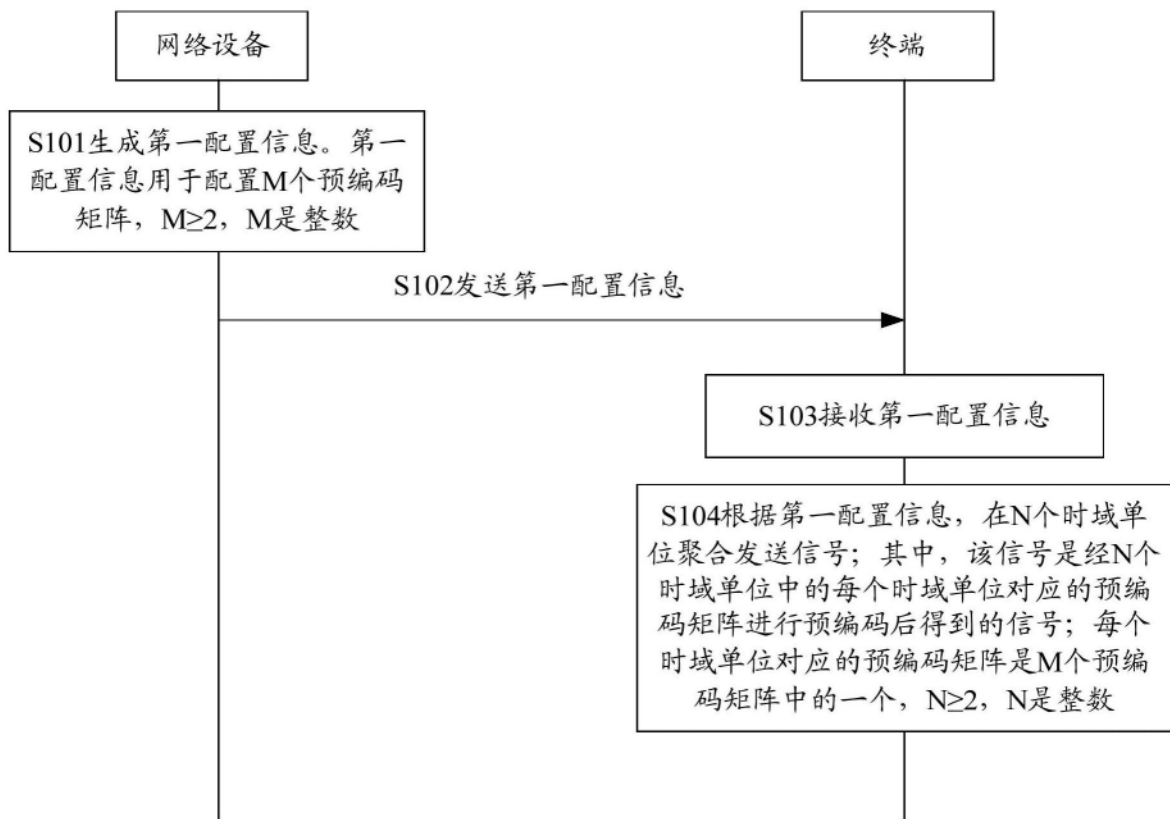 网络设备
终端
S101生成第一配置信息。第一
配置信息用于配置M个预编码
矩阵，M≥2，M是整数
S102发送第一配置信息
S103接收第一配置信息
S104根据第一配置信息，在N个时域单
位聚合发送信号；其中，该信号是经N个
时域单位中的每个时域单位对应的预编
码矩阵进行预编码后得到的信号；每个
时域单位对应的预编码矩阵是M个预编
码矩阵中的一个，N≥2，N是整数